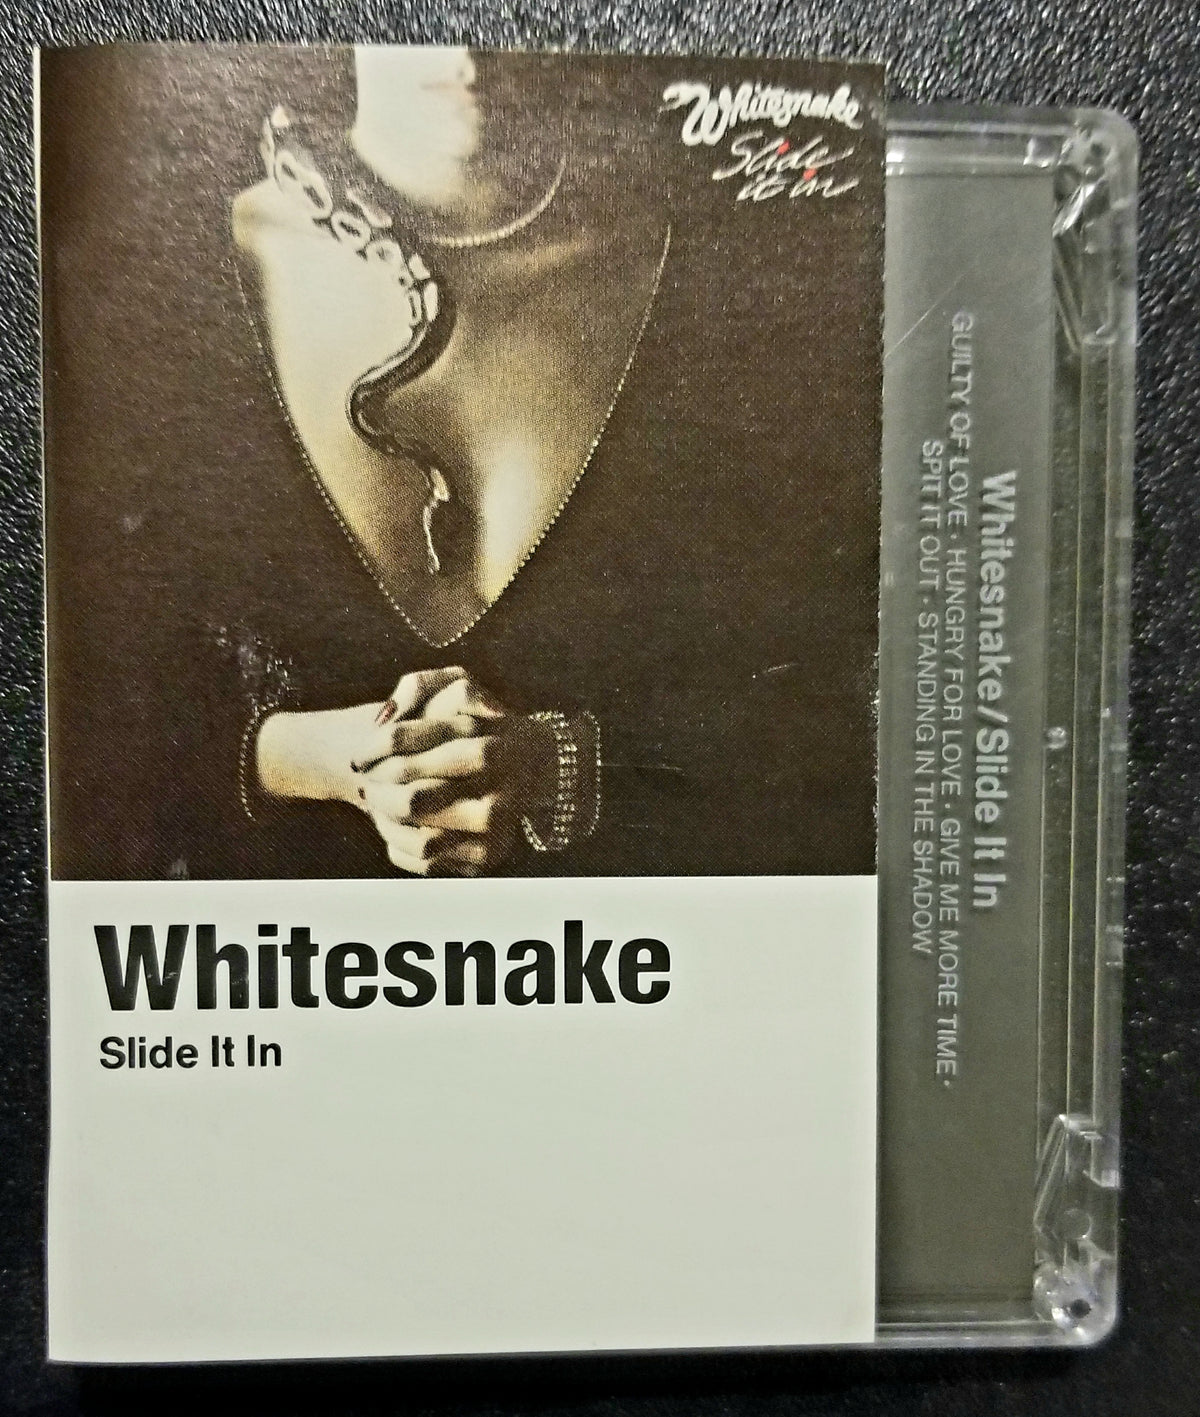 Whitesnake
Slide
it in
Whitesnake
Slide It In
Whitesnake/Slide It In
GUILTY OF LOVE · HUNGRY FOR LOVE · GIVE ME MORE TIME ·
SPIT IT OUT · STANDING IN THE SHADOW